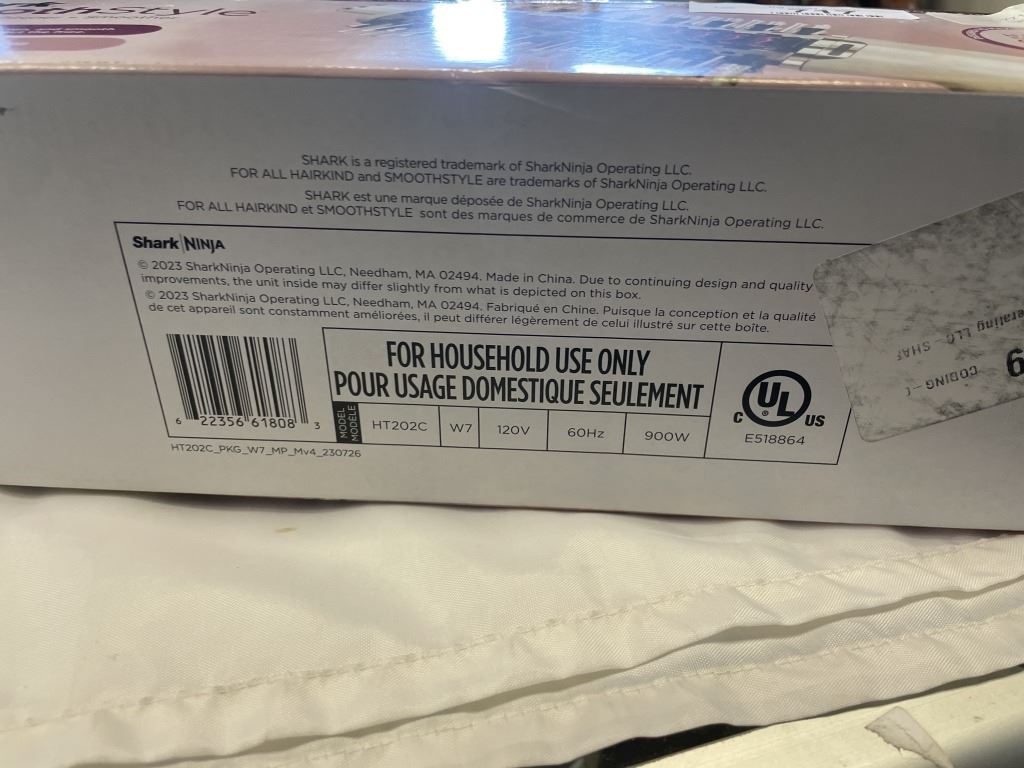 style
SHARK is a registered trademark of SharkNinja Operating LLC.
FOR ALL HAIRKIND and SMOOTHSTYLE are trademarks of SharkNinja Operating LLC.
SHARK est une marque déposée de SharkNinja Operating LLC.
FOR ALL HAIRKIND et SMOOTHSTYLE sont des marques de commerce de SharkNinja Operating LLC.
Shark|NINJA
© 2023 SharkNinja Operating LLC, Needham, MA 02494. Made in China. Due to continuing design and quality
improvements, the unit inside may differ slightly from what is depicted on this box.
© 2023 SharkNinja Operating LLC, Needham, MA 02494. Fabriqué en Chine. Puisque la conception et la qualité
de cet appareil sont constamment améliorées, il peut différer légèrement de celui illustré sur cette boîte.
FOR HOUSEHOLD USE ONLY
POUR USAGE DOMESTIQUE SEULEMENT
MODEL
MODÈLE
HT202C W7 120V 60Hz 900W
C UL ® US
E518864
6 22356 61808 3
HT202C_PKG_W7_MP_Mv4_230726
erating LLC SHAF
CODING-L